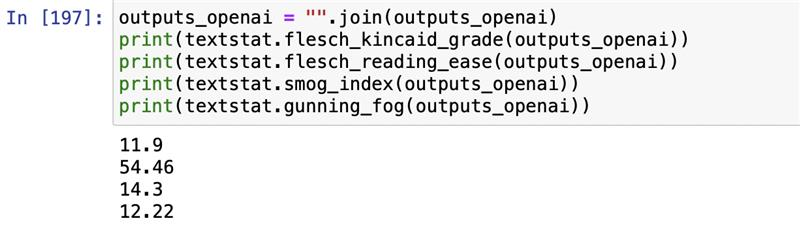 In [197]: outputs_openai = "".join(outputs_openai)
print(textstat.flesch_kincaid_grade(outputs_openai))
print(textstat.flesch_reading_ease(outputs_openai))
print(textstat.smog_index(outputs_openai))
print(textstat.gunning_fog(outputs_openai))
11.9
54.46
14.3
12.22